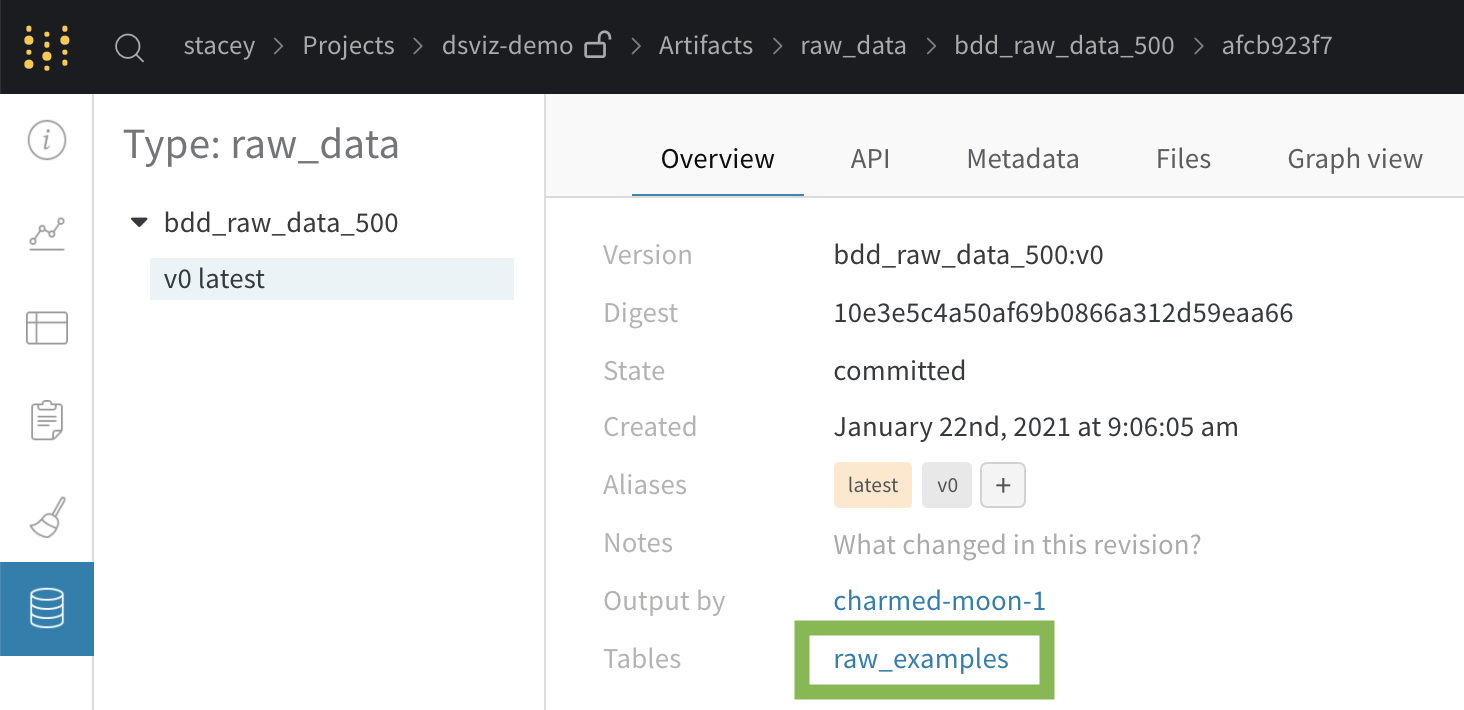 stacey > Projects > dsviz-demo > Artifacts > raw_data > bdd_raw_data_500 > afcb923f7
Type: raw_data
bdd_raw_data_500
v0 latest
Overview API Metadata Files Graph view
Version bdd_raw_data_500:v0
Digest 10e3e5c4a50af69b0866a312d59eaa66
State committed
Created January 22nd, 2021 at 9:06:05 am
Aliases latest v0 +
Notes What changed in this revision?
Output by charmed-moon-1
Tables raw_examples